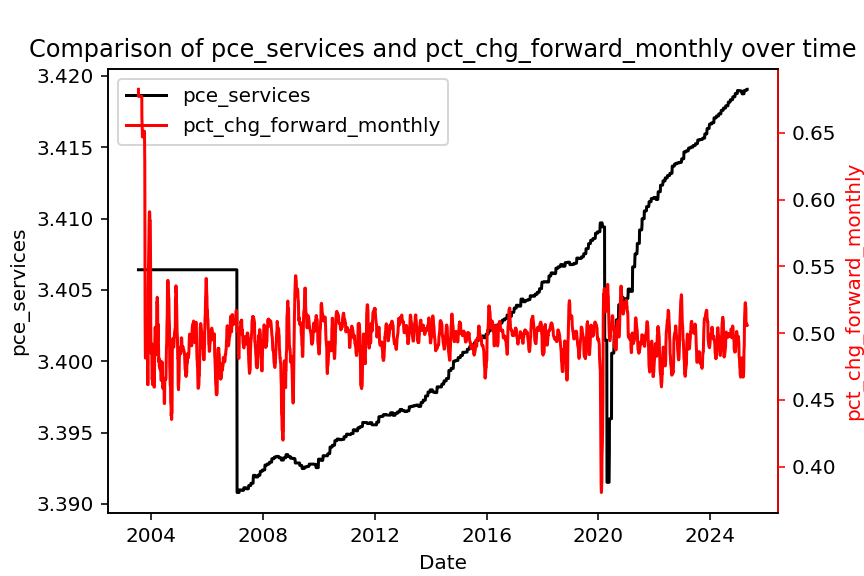 Comparison of pce_services and pct_chg_forward_monthly over time
pce_services
pct_chg_forward_monthly
3.420
3.415
3.410
3.405
3.400
3.395
3.390
pce_services
0.65
0.60
0.55
0.50
0.45
0.40
pct_chg_forward_monthly
2004 2008 2012 2016 2020 2024
Date